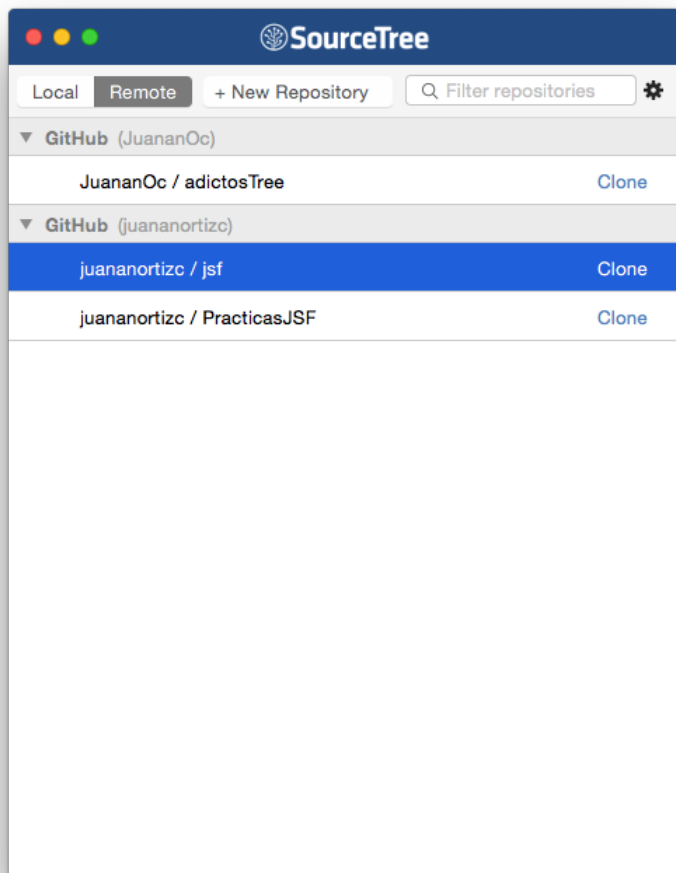 SourceTree
Local Remote + New Repository Filter repositories
GitHub (JuananOc)
JuananOc / adictosTree Clone
GitHub (juananortizc)
juananortizc / jsf Clone
juananortizc / PracticasJSF Clone